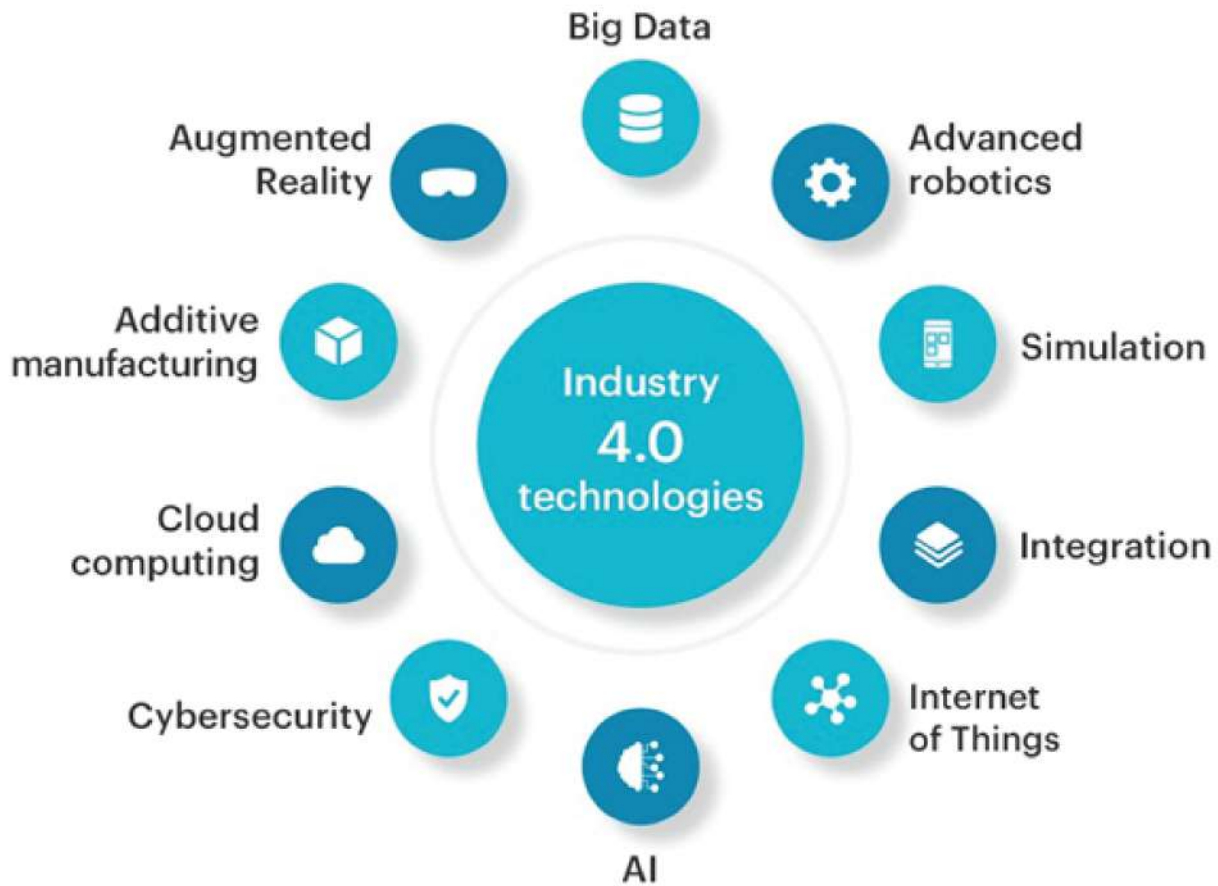 Big Data
Augmented
Reality
Advanced
robotics
Additive
manufacturing
Simulation
Industry
4.0
technologies
Cloud
computing
Integration
Cybersecurity
Internet
of Things
AI